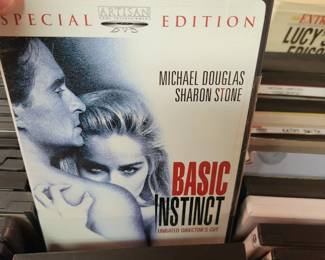 SPECIAL ARTISAN EDITION
DVD
MICHAEL DOUGLAS
SHARON STONE
BASIC
INSTINCT
UNRATED DIRECTOR'S CUT
LUCY'S